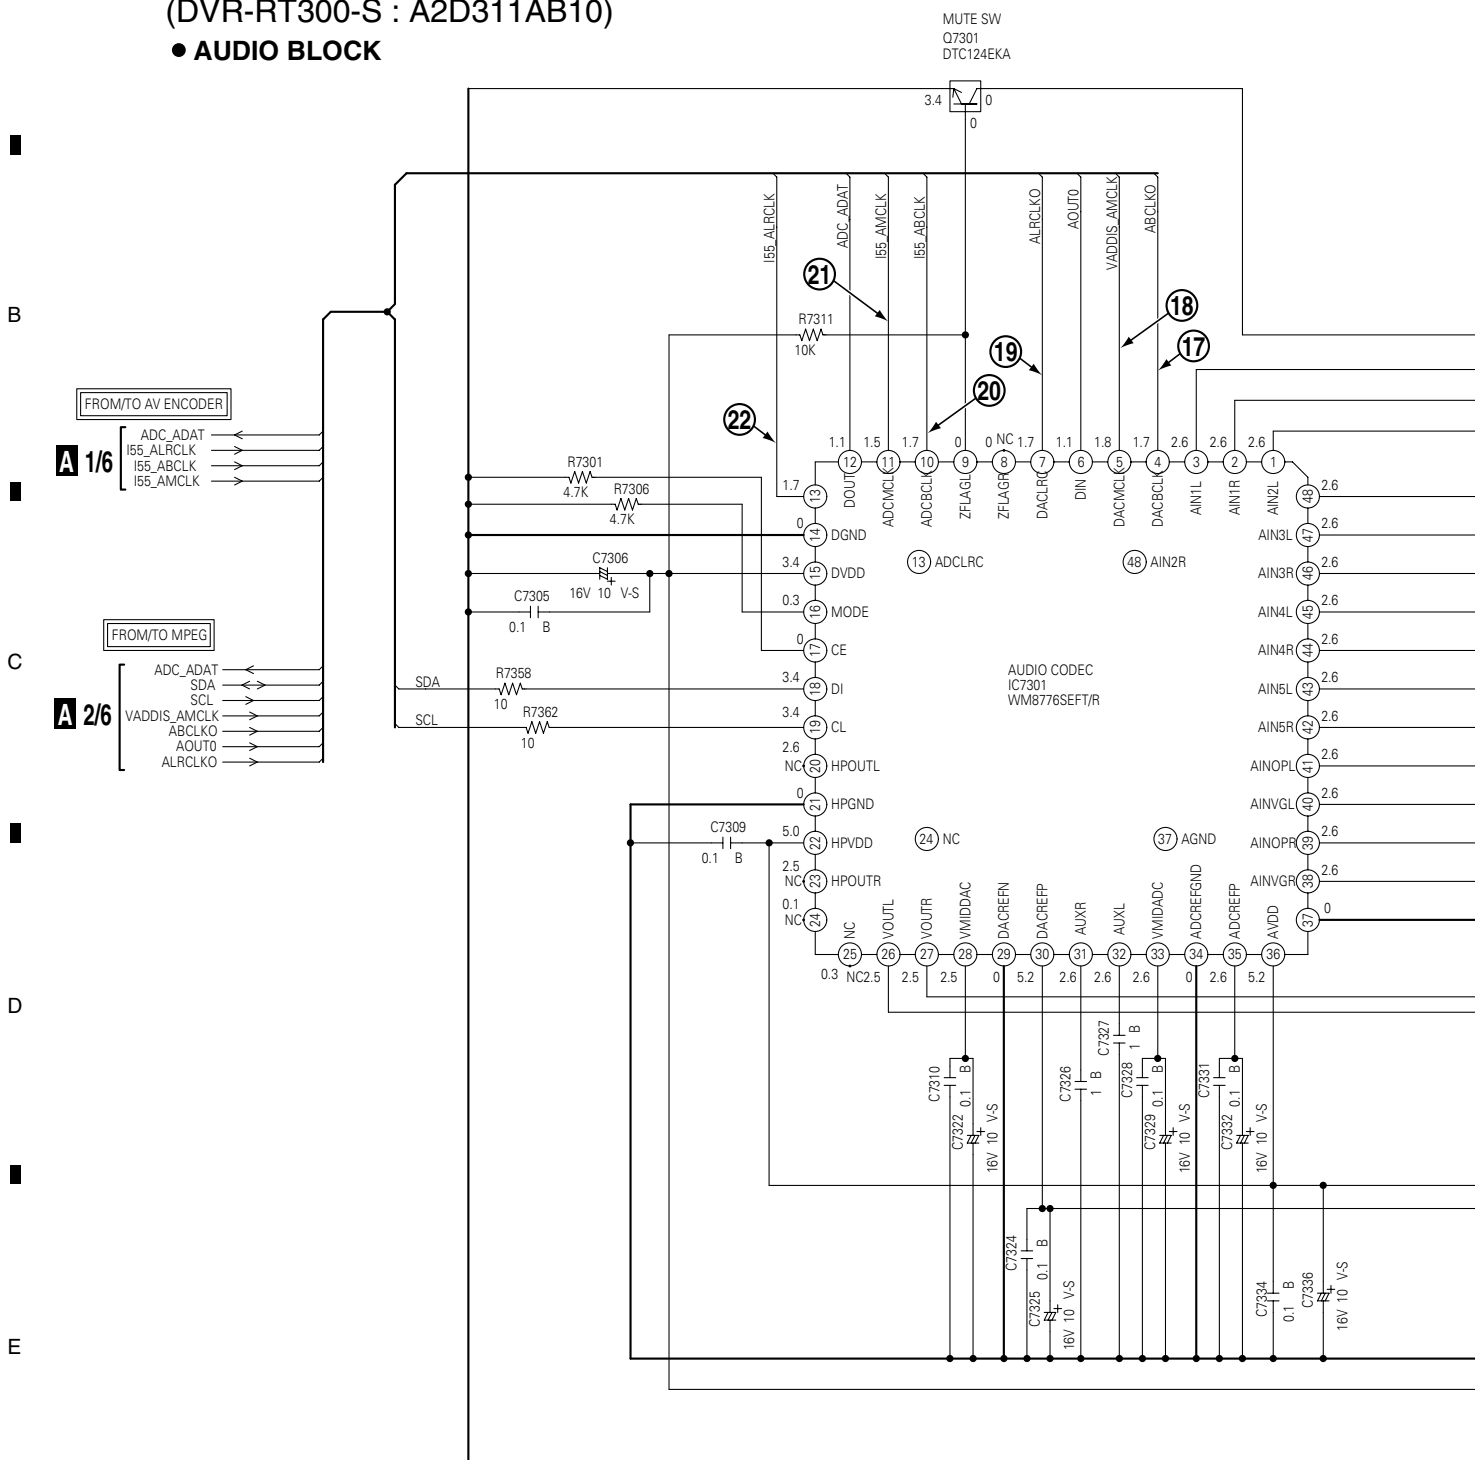 (DVR-RT300-S : A2D311AB10)
● AUDIO BLOCK
MUTE SW
Q7301
DTC124EKA
3.4
0
0
I55_ALRCLK
ADC_ADAT
I55_AMCLK
I55_ABCLK
ALRCLKO
AOUT0
VADDIS_AMCLK
ABCLKO
21
18
B
R7311
10K
19
17
20
22
FROM/TO AV ENCODER
A 1/6
ADC_ADAT
I55_ALRCLK
I55_ABCLK
I55_AMCLK
1.1 1.5 1.7 0 0 NC 1.7 1.1 1.8 1.7 2.6 2.6 2.6
12 11 10 9 8 7 6 5 4 3 2 1
DOUT
ADCMCLK
ADCBCLK
ZFLAGL
ZFLAGR
DACLRC
DIN
DACMCLK
DACBCLK
AIN1L
AIN1R
AIN2L
R7301
4.7K
R7306
4.7K
1.7 13
48 2.6
0 14 DGND
AIN3L 47 2.6
13 ADCLRC
48 AIN2R
C7306
16V 10 V-S
3.4 15 DVDD
AIN3R 46 2.6
C7305
0.1 B
0.3 16 MODE
AIN4L 45 2.6
FROM/TO MPEG
0 17 CE
AIN4R 44 2.6
C
A 2/6
ADC_ADAT
SDA
SCL
VADDIS_AMCLK
ABCLKO
AOUT0
ALRCLKO
SDA
R7358
10
3.4 18 DI
AUDIO CODEC
IC7301
WM8776SEFT/R
AIN5L 43 2.6
SCL
R7362
10
3.4 19 CL
AIN5R 42 2.6
2.6
NC 20 HPOUTL
AINOPL 41 2.6
0 21 HPGND
AINVGL 40 2.6
C7309
0.1 B
5.0 22 HPVDD
24 NC
37 AGND
AINOPR 39 2.6
2.5
NC 23 HPOUTR
AINVGR 38 2.6
0.1
NC 24
37 0
NC
VOUTL
VOUTR
VMIDDAC
DACREFN
DACREFP
AUXR
AUXL
VMIDADC
ADCREFGND
ADCREFP
AVDD
25 26 27 28 29 30 31 32 33 34 35 36
0.3 NC 2.5 2.5 2.5 0 5.2 2.6 2.6 2.6 0 2.6 5.2
D
C7310
0.1 B
C7322
16V 10 V-S
C7326
1 B
C7327
1 B
C7328
0.1 B
C7329
16V 10 V-S
C7331
0.1 B
C7332
16V 10 V-S
C7324
0.1 B
C7325
16V 10 V-S
C7334
0.1 B
C7336
16V 10 V-S
E